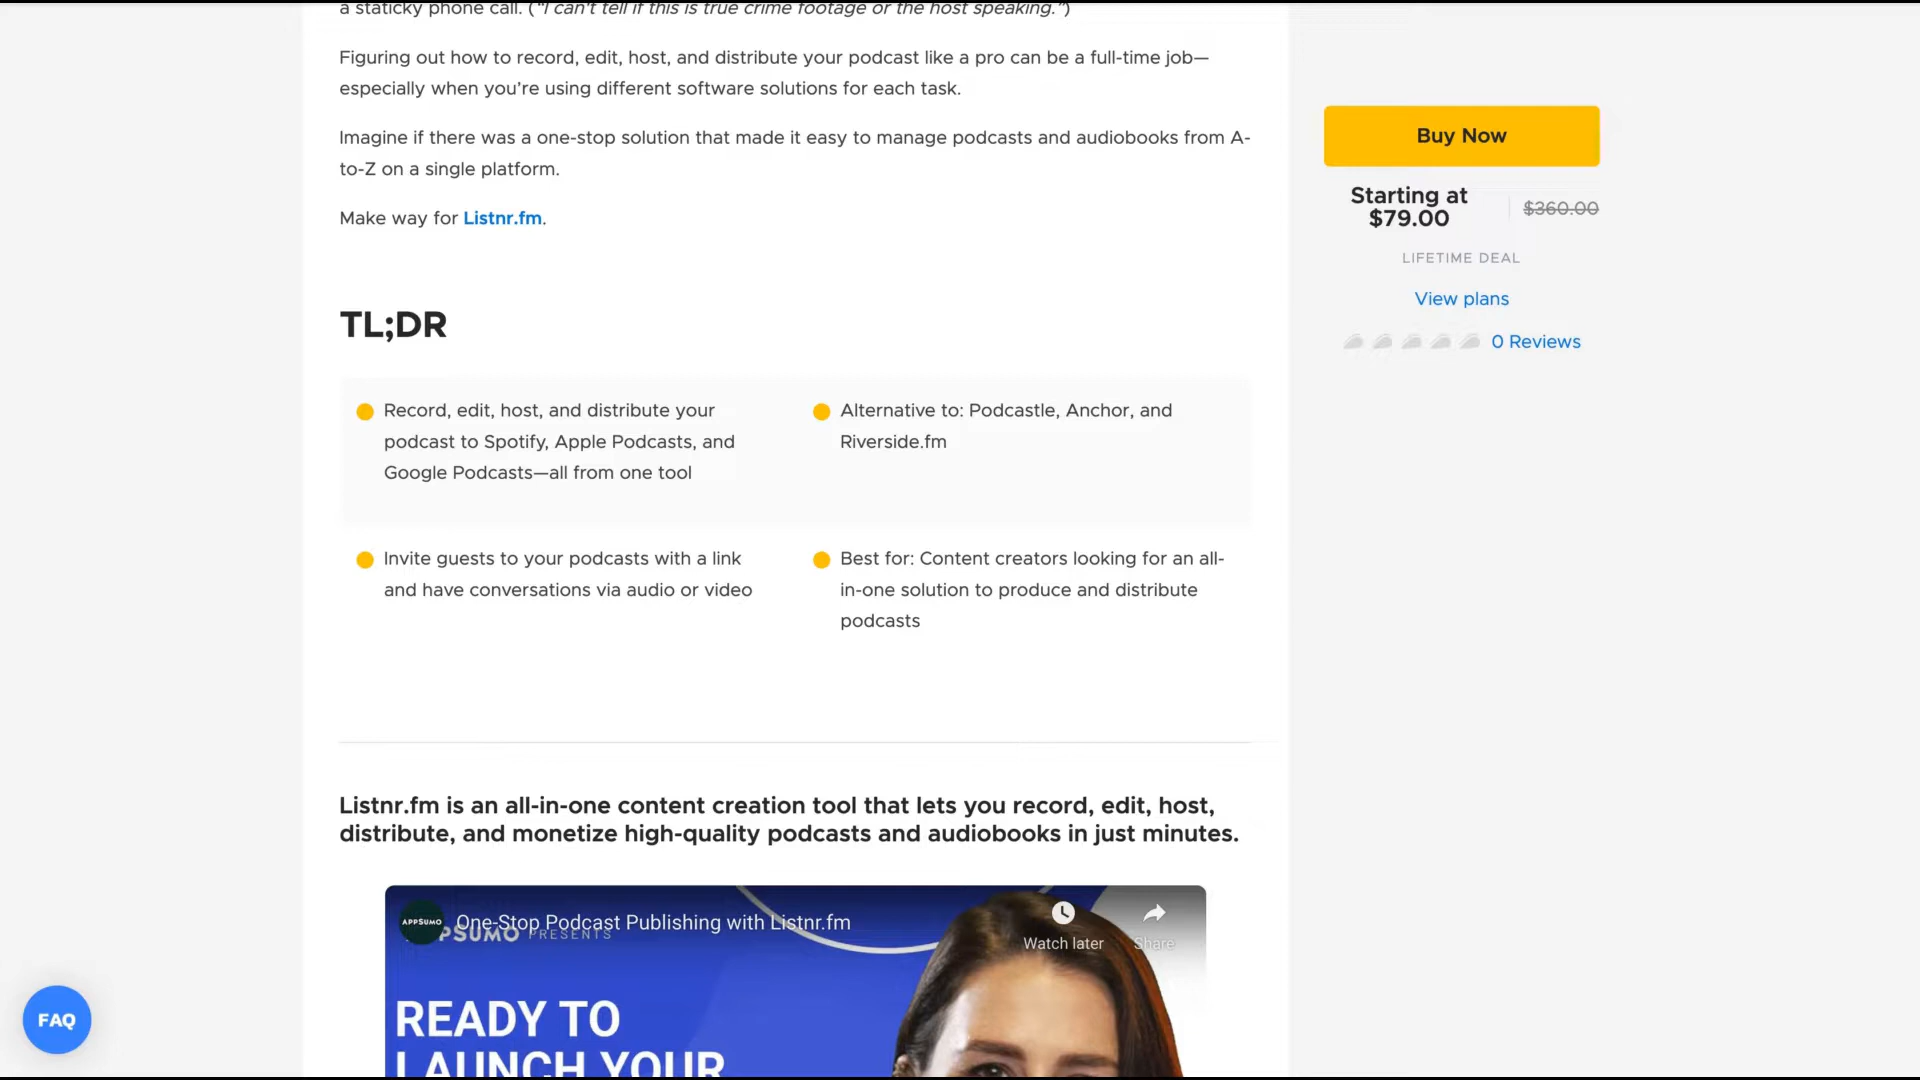 a staticky phone call. (“I can’t tell if this is true crime footage or the host speaking.”)
Figuring out how to record, edit, host, and distribute your podcast like a pro can be a full-time job—
especially when you’re using different software solutions for each task.
Imagine if there was a one-stop solution that made it easy to manage podcasts and audiobooks from A-
to-Z on a single platform.
Make way for Listnr.fm.
Buy Now
Starting at
$79.00
$360.00
LIFETIME DEAL
View plans
0 Reviews
TL;DR
Record, edit, host, and distribute your
podcast to Spotify, Apple Podcasts, and
Google Podcasts—all from one tool
Alternative to: Podcastle, Anchor, and
Riverside.fm
Invite guests to your podcasts with a link
and have conversations via audio or video
Best for: Content creators looking for an all-
in-one solution to produce and distribute
podcasts
Listnr.fm is an all-in-one content creation tool that lets you record, edit, host,
distribute, and monetize high-quality podcasts and audiobooks in just minutes.
APPSUMO
One-Stop Podcast Publishing with Listnr.fm
PSUMO PRESENTS
Watch later
Share
READY TO
LAUNCH YOUR
FAQ